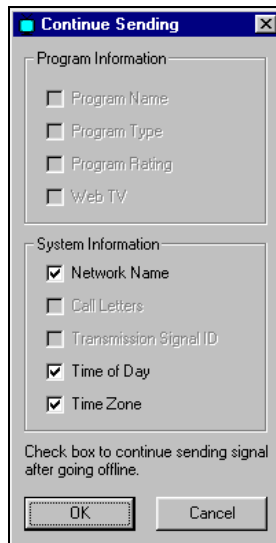 Continue Sending
Program Information
Program Name
Program Type
Program Rating
Web TV
System Information
Network Name
Call Letters
Transmission Signal ID
Time of Day
Time Zone
Check box to continue sending signal
after going offline.
OK
Cancel